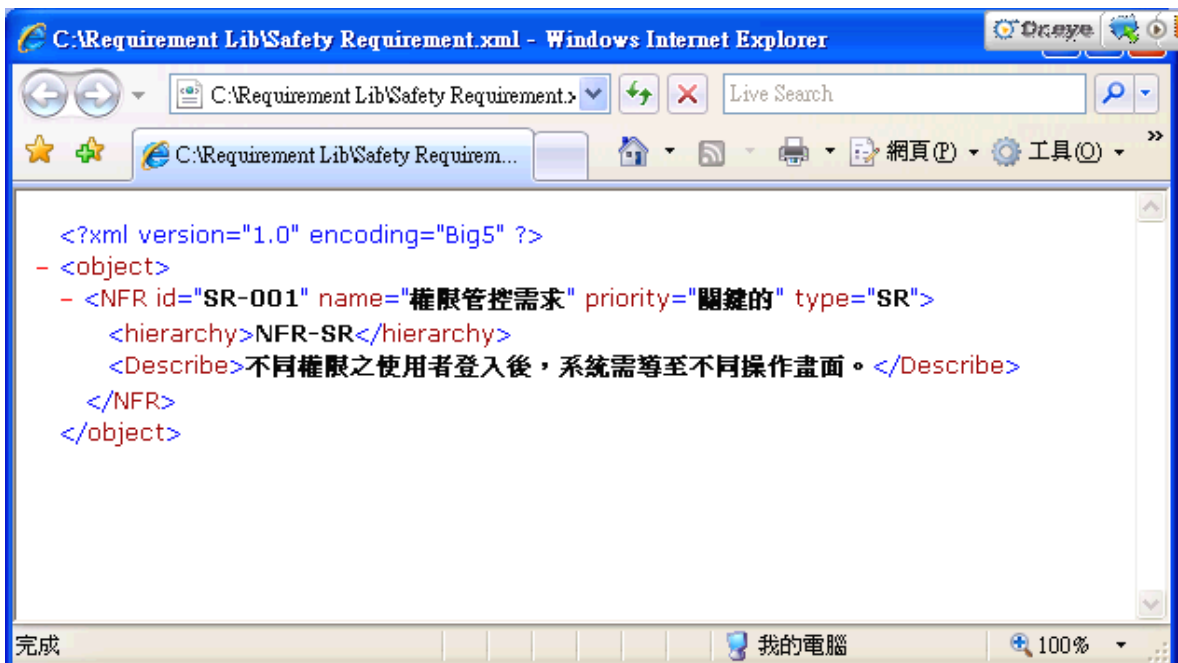 C:\Requirement Lib\Safety Requirement.xml - Windows Internet Explorer
Dr.eye
C:\Requirement Lib\Safety Requirement.x
Live Search
C:\Requirement Lib\Safety Requirem...
網頁(P)
工具(O)
»
<?xml version="1.0" encoding="Big5" ?>
- <object>
- <NFR id="SR-001" name="權限管控需求" priority="關鍵的" type="SR">
<hierarchy>NFR-SR</hierarchy>
<Describe>不同權限之使用者登入後，系統需導至不同操作畫面。</Describe>
</NFR>
</object>
完成
我的電腦
100%